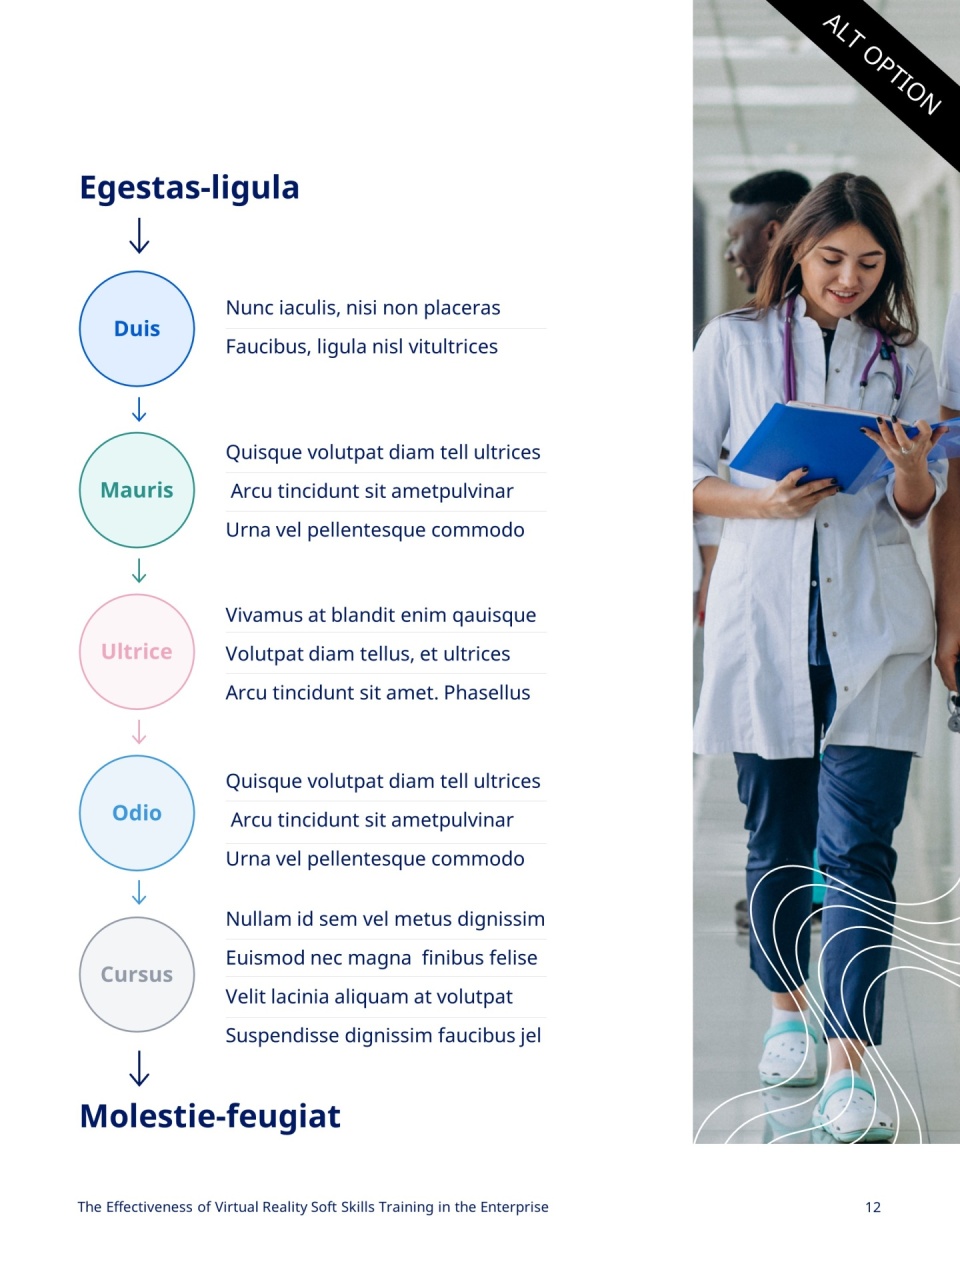 ALT OPTION
Egestas-ligula
Duis
Nunc iaculis, nisi non placeras
Faucibus, ligula nisl vitultrices
Mauris
Quisque volutpat diam tell ultrices
Arcu tincidunt sit ametpulvinar
Urna vel pellentesque commodo
Ultrice
Vivamus at blandit enim qauisque
Volutpat diam tellus, et ultrices
Arcu tincidunt sit amet. Phasellus
Odio
Quisque volutpat diam tell ultrices
Arcu tincidunt sit ametpulvinar
Urna vel pellentesque commodo
Cursus
Nullam id sem vel metus dignissim
Euismod nec magna  finibus felise
Velit lacinia aliquam at volutpat
Suspendisse dignissim faucibus jel
Molestie-feugiat
The Effectiveness of Virtual Reality Soft Skills Training in the Enterprise
12